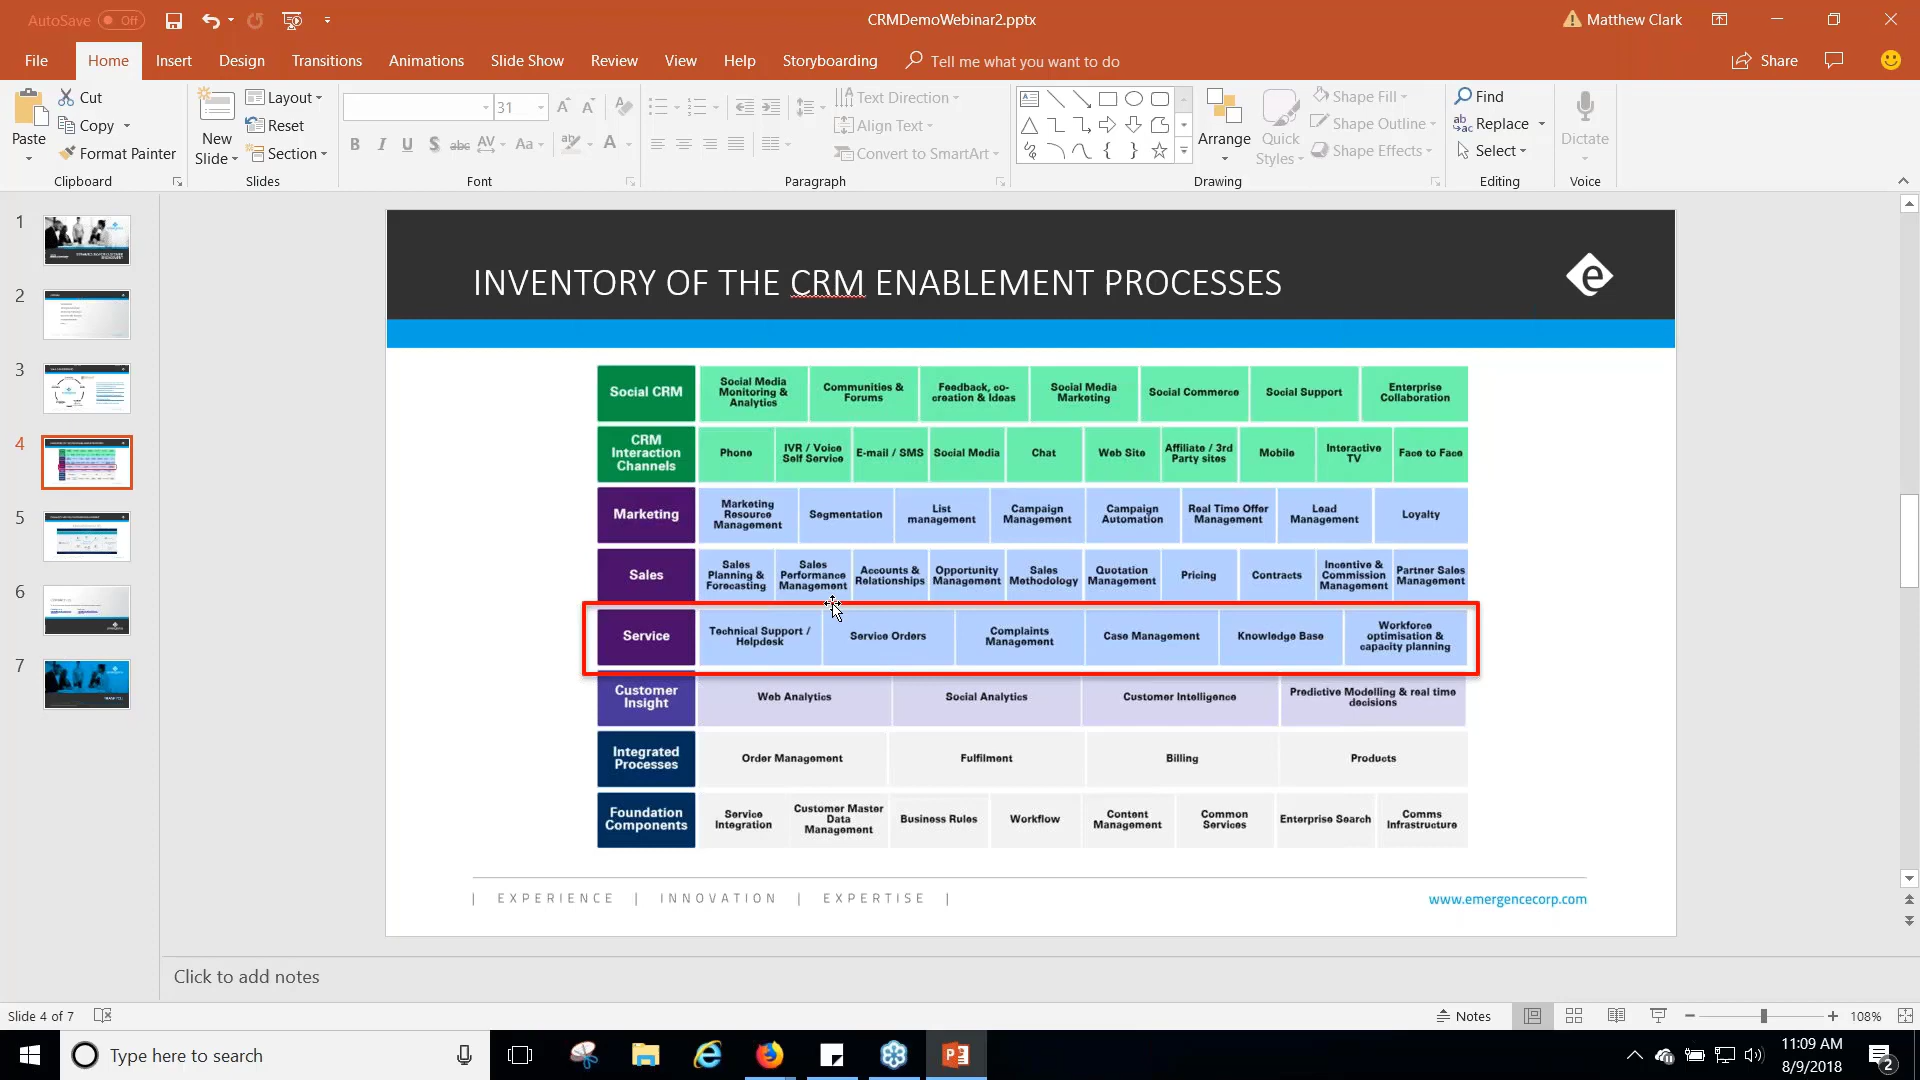 AutoSave Off
CRMDemoWebinar2.pptx
Matthew Clark
File Home Insert Design Transitions Animations Slide Show Review View Help Storyboarding Tell me what you want to do Share
Paste
Cut
Copy
Format Painter
Clipboard
New Slide
Layout
Reset
Section
Slides
31
B I U S abc AV Aa A
Font
Text Direction
Align Text
Convert to SmartArt
Paragraph
Arrange
Quick Styles
Shape Fill
Shape Outline
Shape Effects
Drawing
Find
Replace
Select
Editing
Dictate
Voice
1
2
3
4
5
6
7
INVENTORY OF THE CRM ENABLEMENT PROCESSES
e
Social CRM
Social Media Monitoring & Analytics
Communities & Forums
Feedback, co-creation & Ideas
Social Media Marketing
Social Commerce
Social Support
Enterprise Collaboration
CRM Interaction Channels
Phone
IVR / Voice Self Service
E-mail / SMS
Social Media
Chat
Web Site
Affiliate / 3rd Party sites
Mobile
Interactive TV
Face to Face
Marketing
Marketing Resource Management
Segmentation
List management
Campaign Management
Campaign Automation
Real Time Offer Management
Lead Management
Loyalty
Sales
Sales Planning & Forecasting
Sales Performance Management
Accounts & Relationships
Opportunity Management
Sales Methodology
Quotation Management
Pricing
Contracts
Incentive & Commission Management
Partner Sales Management
Service
Technical Support / Helpdesk
Service Orders
Complaints Management
Case Management
Knowledge Base
Workforce optimisation & capacity planning
Customer Insight
Web Analytics
Social Analytics
Customer Intelligence
Predictive Modelling & real time decisions
Integrated Processes
Order Management
Fulfilment
Billing
Products
Foundation Components
Service Integration
Customer Master Data Management
Business Rules
Workflow
Content Management
Common Services
Enterprise Search
Comms Infrastructure
| EXPERIENCE | INNOVATION | EXPERTISE |
www.emergencecorp.com
Click to add notes
Slide 4 of 7
Notes
108%
Type here to search
11:09 AM
8/9/2018
2